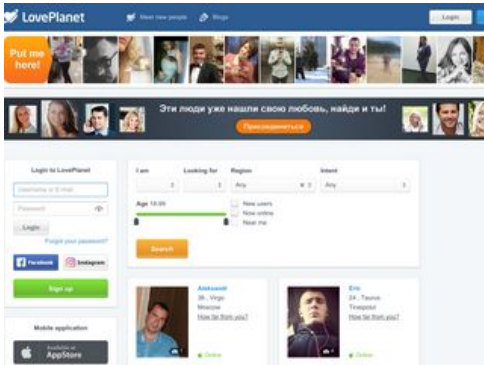 LovePlanet
Meet new people
Blogs
Login
Put me
here!
Эти люди уже нашли свою любовь, найди и ты!
Присоединиться
Login to LovePlanet
Username or E-mail
Password
Login
Forgot your password?
Facebook
Instagram
Sign up
Mobile application
Available at
AppStore
I am
Looking for
Region
Intent
Any
Any
Age 18-99
New users
Now online
Near me
Search
Aleksandr
36, Virgo
Moscow
How far from you?
Online
Eric
24, Taurus
Tiraspol
How far from you?
Online